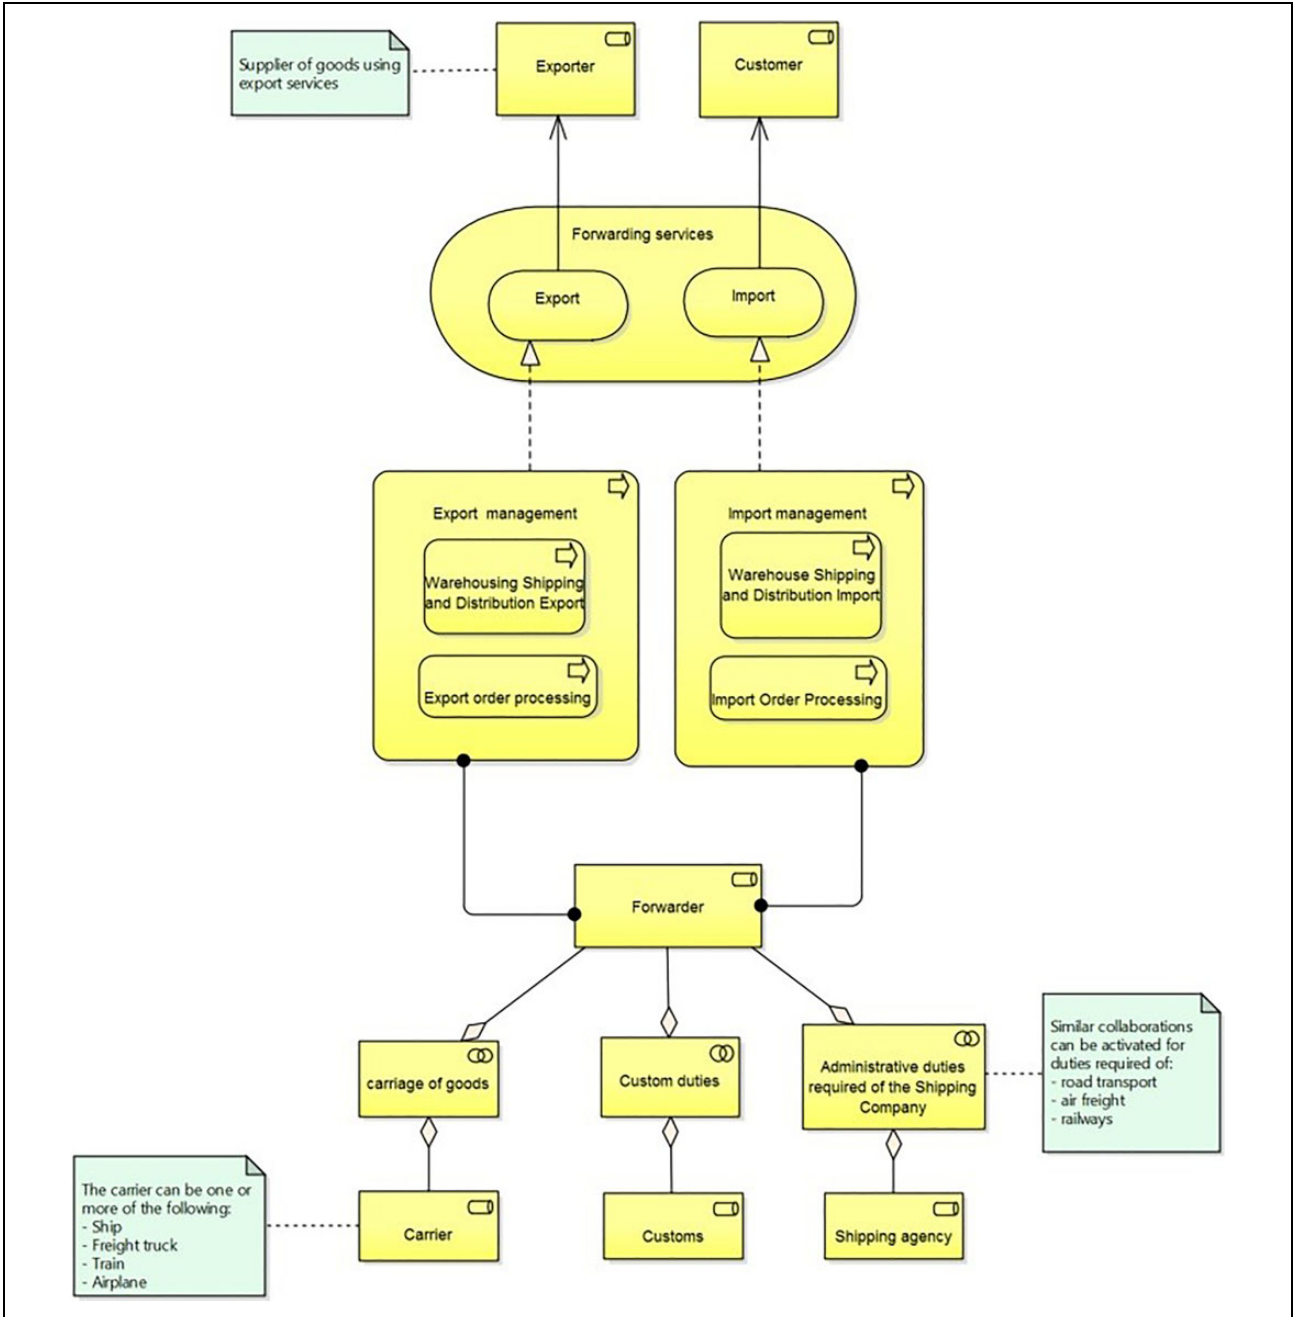 Supplier of goods using
export services
Exporter
Customer
Forwarding services
Export
Import
Export management
Warehousing Shipping
and Distribution Export
Export order processing
Import management
Warehouse Shipping
and Distribution Import
Import Order Processing
Forwarder
carriage of goods
Custom duties
Administrative duties
required of the Shipping
Company
Similar collaborations
can be activated for
duties required of:
- road transport
- air freight
- railways
The carrier can be one or
more of the following:
- Ship
- Freight truck
- Train
- Airplane
Carrier
Customs
Shipping agency